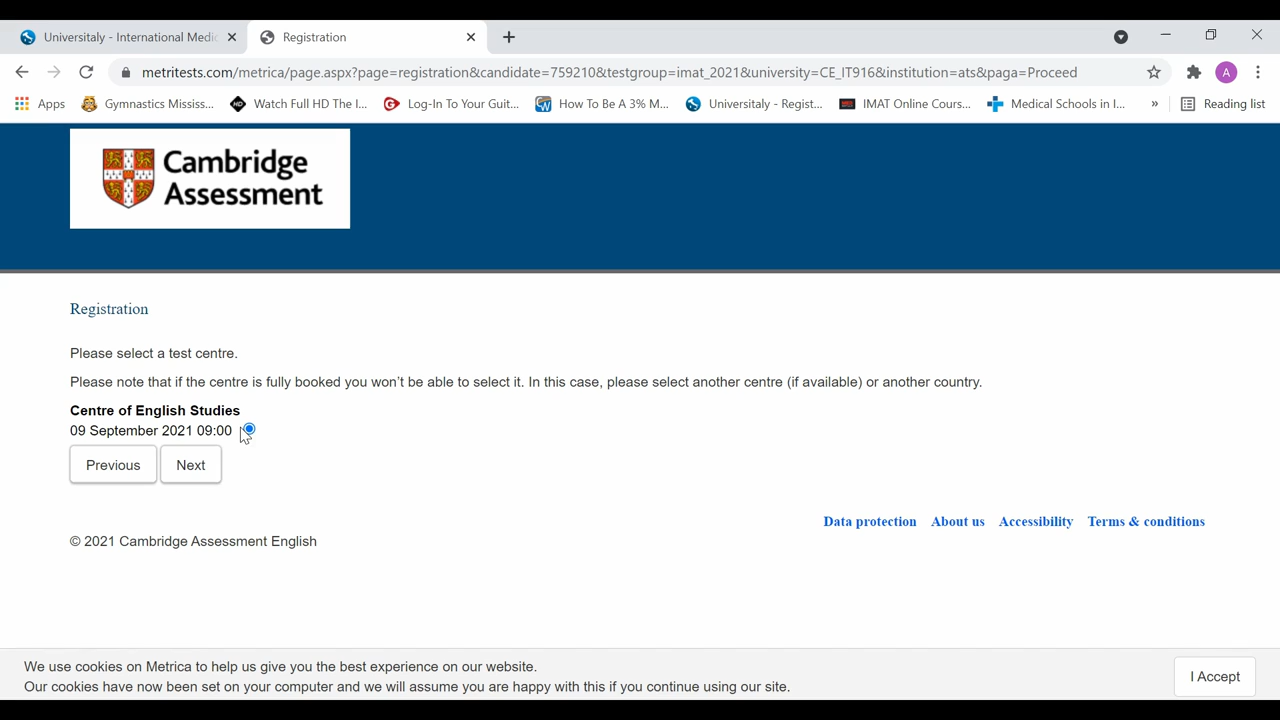 Universitaly - International Medic
Registration
metritests.com/metrica/page.aspx?page=registration&candidate=759210&testgroup=imat_2021&university=CE_IT916&institution=ats&paga=Proceed
A
Apps
Gymnastics Mississ...
HD
Watch Full HD The I...
Log-In To Your Guit...
How To Be A 3% M...
Universitaly - Regist...
IMAT Online Cours...
Medical Schools in I...
»
Reading list
Cambridge
Assessment
Registration
Please select a test centre.
Please note that if the centre is fully booked you won't be able to select it. In this case, please select another centre (if available) or another country.
Centre of English Studies
09 September 2021 09:00
Previous
Next
Data protection
About us
Accessibility
Terms & conditions
© 2021 Cambridge Assessment English
We use cookies on Metrica to help us give you the best experience on our website.
Our cookies have now been set on your computer and we will assume you are happy with this if you continue using our site.
I Accept